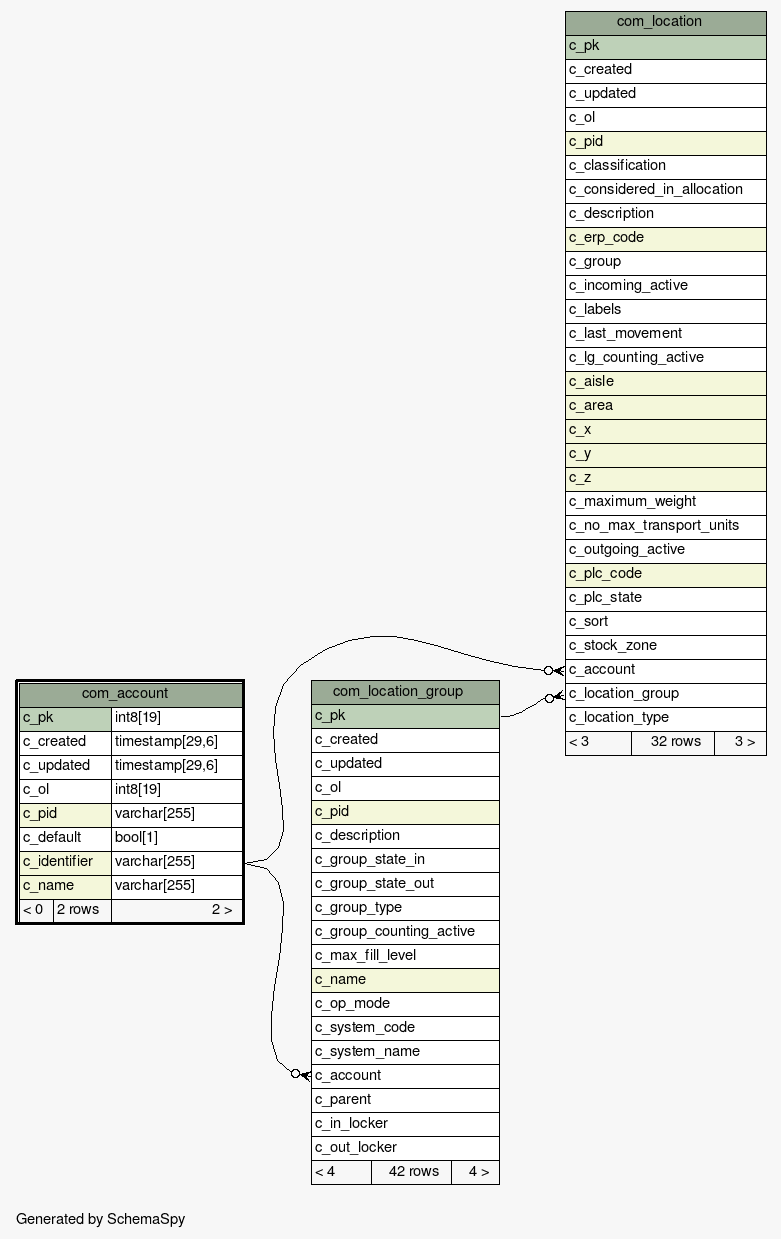 com_location
c_pk
c_created
c_updated
c_ol
c_pid
c_classification
c_considered_in_allocation
c_description
c_erp_code
c_group
c_incoming_active
c_labels
c_last_movement
c_lg_counting_active
c_aisle
c_area
c_x
c_y
c_z
c_maximum_weight
c_no_max_transport_units
c_outgoing_active
c_plc_code
c_plc_state
c_sort
c_stock_zone
c_account
c_location_group
c_location_type
< 3 32 rows 3 >
com_account
c_pk int8[19]
c_created timestamp[29,6]
c_updated timestamp[29,6]
c_ol int8[19]
c_pid varchar[255]
c_default bool[1]
c_identifier varchar[255]
c_name varchar[255]
< 0 2 rows 2 >
com_location_group
c_pk
c_created
c_updated
c_ol
c_pid
c_description
c_group_state_in
c_group_state_out
c_group_type
c_group_counting_active
c_max_fill_level
c_name
c_op_mode
c_system_code
c_system_name
c_account
c_parent
c_in_locker
c_out_locker
< 4 42 rows 4 >
Generated by SchemaSpy